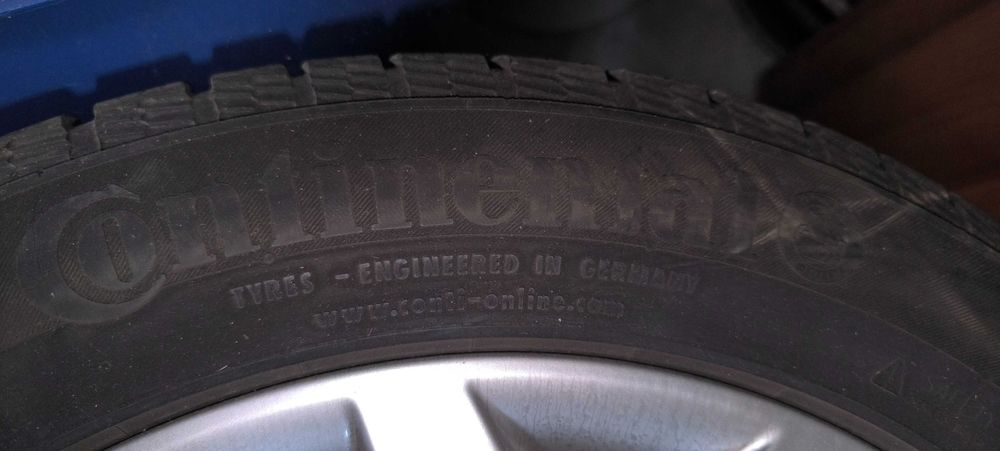 Continental
TYRES - ENGINEERED IN GERMANY
www.conti-online.com